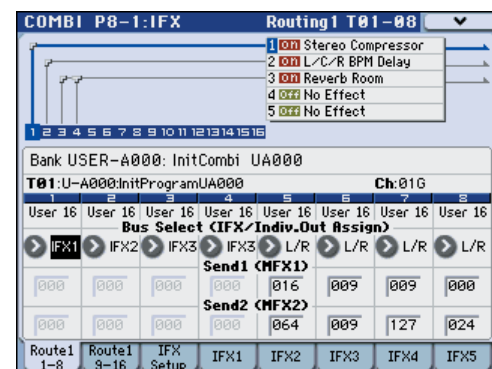 COMBI P8-1:IFX Routing1 T01-08
1 On Stereo Compressor
2 On L/C/R BPM Delay
3 On Reverb Room
4 Off No Effect
5 Off No Effect
1 2 3 4 5 6 7 8 9 10 11 12 13 14 15 16
Bank USER-A000: InitCombi UA000
T01:U-A000:InitProgramUA000 Ch:01G
1 2 3 4 5 6 7 8
User 16 User 16 User 16 User 16 User 16 User 16 User 16 User 16
Bus Select (IFX/Indiv.Out Assign)
IFX1 IFX2 IFX3 IFX3 L/R L/R L/R L/R
Send1 (MFX1)
000 000 000 000 016 009 009 000
Send2 (MFX2)
000 000 000 000 064 009 127 024
Route1 1-8 Route1 9-16 IFX Setup IFX1 IFX2 IFX3 IFX4 IFX5